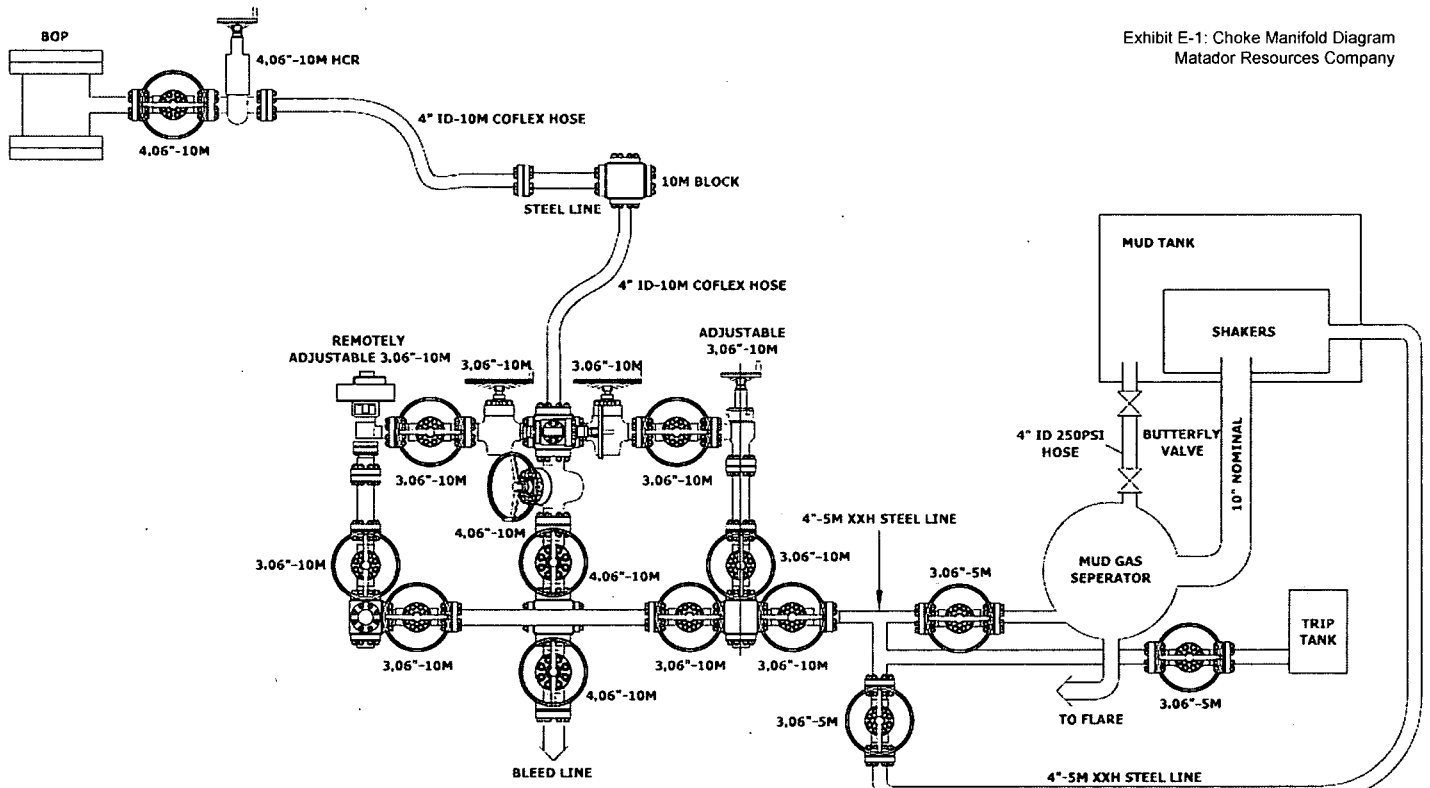 Exhibit E-1: Choke Manifold Diagram
Matador Resources Company
BOP
4,06"-10M HCR
4,06"-10M
4" ID-10M COFLEX HOSE
10M BLOCK
STEEL LINE
4" ID-10M COFLEX HOSE
MUD TANK
SHAKERS
REMOTELY
ADJUSTABLE 3.06"-10M
3,06"-10M
3.06"-10M
ADJUSTABLE
3,06"-10M
3.06"-10M
3.06"-10M
4" ID 250PSI
HOSE
BUTTERFLY
VALVE
10" NOMINAL
4,06"-10M
4"-5M XXH STEEL LINE
3.06"-10M
4.06"-10M
3.06"-10M
3.06"-5M
MUD GAS
SEPERATOR
TRIP
TANK
3,06"-10M
3,06"-10M
3,06"-10M
4,06"-10M
3,06"-5M
3.06"-5M
TO FLARE
BLEED LINE
4"-5M XXH STEEL LINE